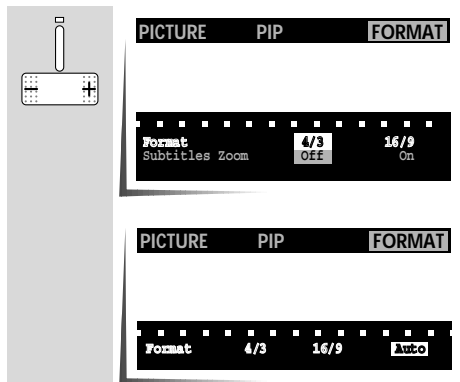 PICTURE PIP FORMAT
Format 4/3 16/9
Subtitles Zoom Off On
PICTURE PIP FORMAT
Format 4/3 16/9 Auto